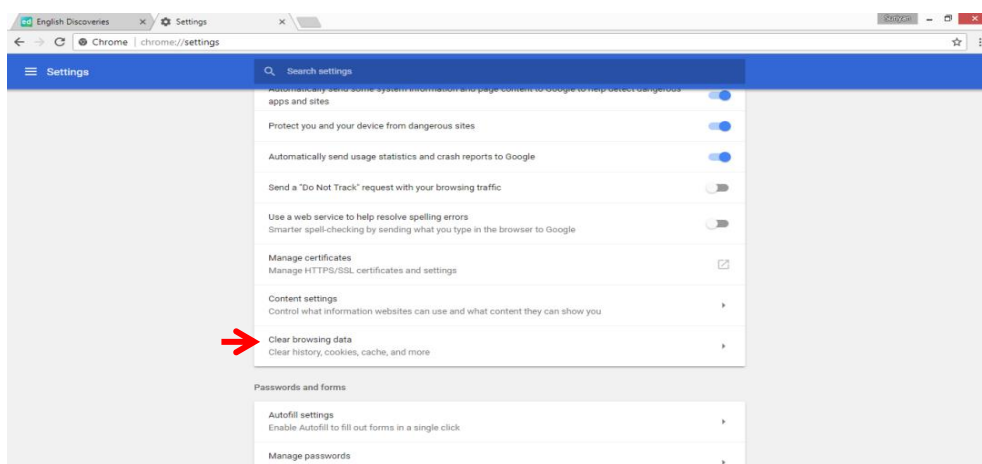 ed English Discoveries
Settings
Chrome | chrome://settings
Settings
Search settings
Automatically send some system information and page content to Google to help detect dangerous
apps and sites
Protect you and your device from dangerous sites
Automatically send usage statistics and crash reports to Google
Send a "Do Not Track" request with your browsing traffic
Use a web service to help resolve spelling errors
Smarter spell-checking by sending what you type in the browser to Google
Manage certificates
Manage HTTPS/SSL certificates and settings
Content settings
Control what information websites can use and what content they can show you
Clear browsing data
Clear history, cookies, cache, and more
Passwords and forms
Autofill settings
Enable Autofill to fill out forms in a single click
Manage passwords